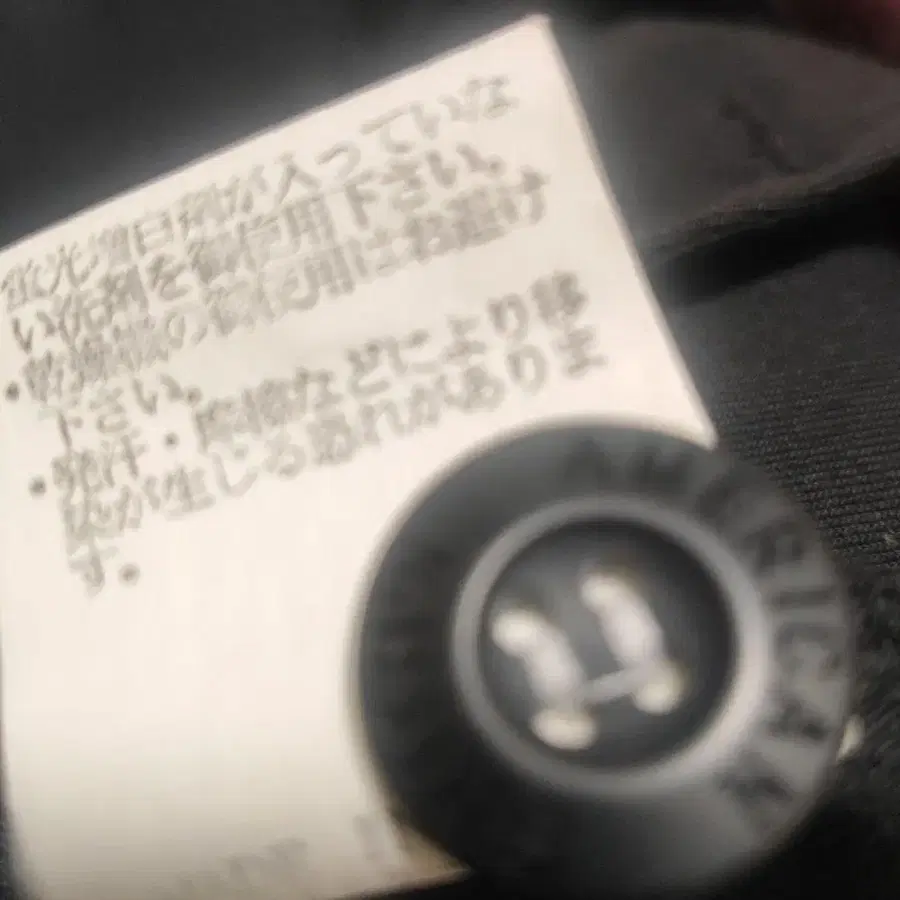 蛍光増白剤が入っていな
い洗剤を御使用下さい。
・乾燥機の御使用はお避け
下さい。
・発汗・摩擦などにより移
染が生じる恐れがありま
す。
AMERICAN